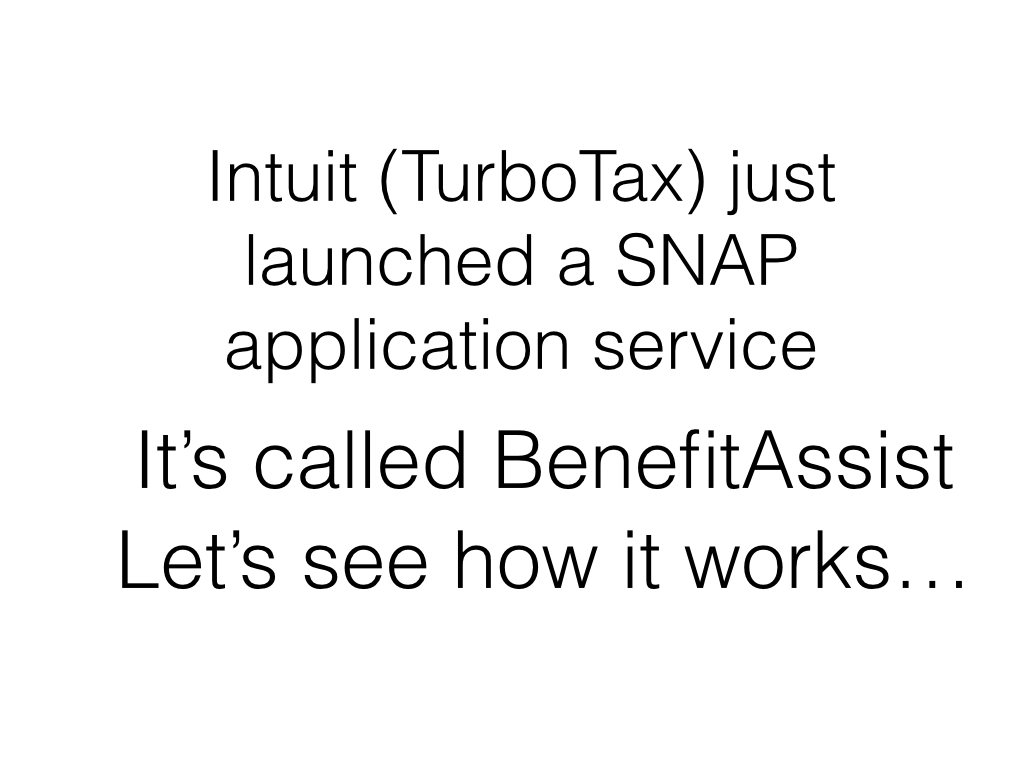 Intuit (TurboTax) just
launched a SNAP
application service
It’s called BenefitAssist
Let’s see how it works…